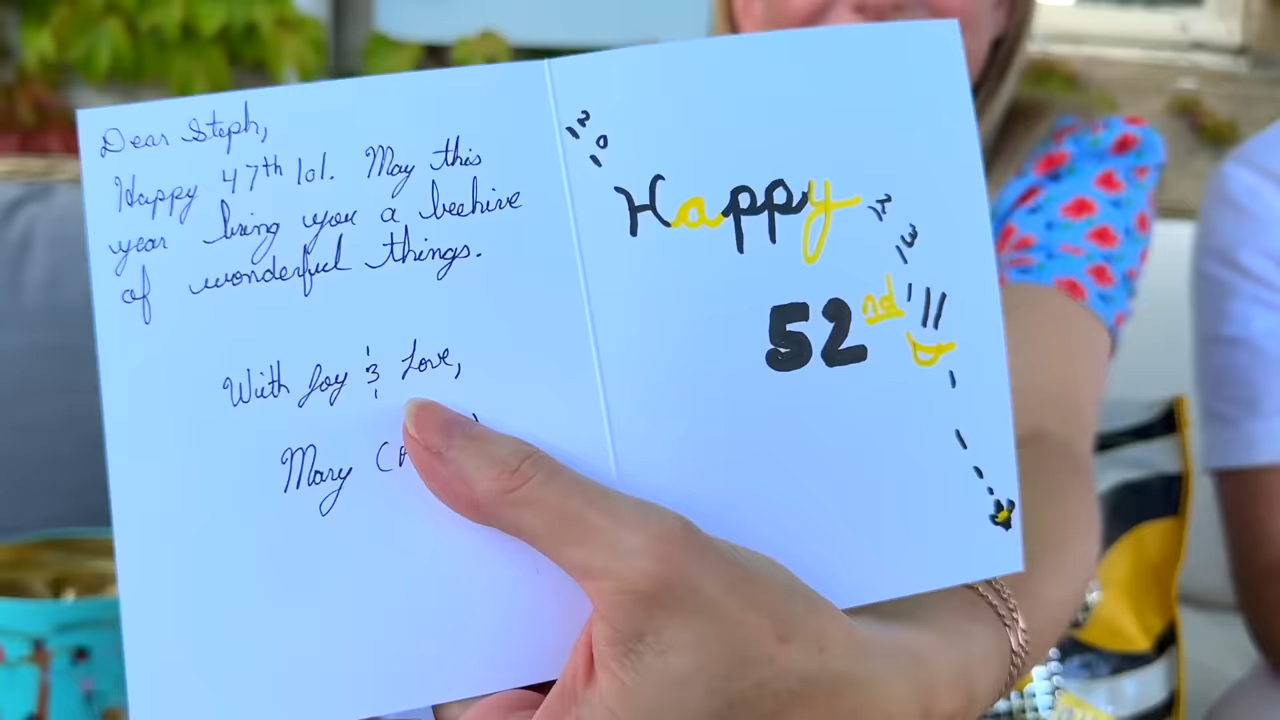 Dear Steph,
Happy 47th lol. May this
year bring you a beehive
of wonderful things.
With Joy & Love,
Mary
Happy
52nd